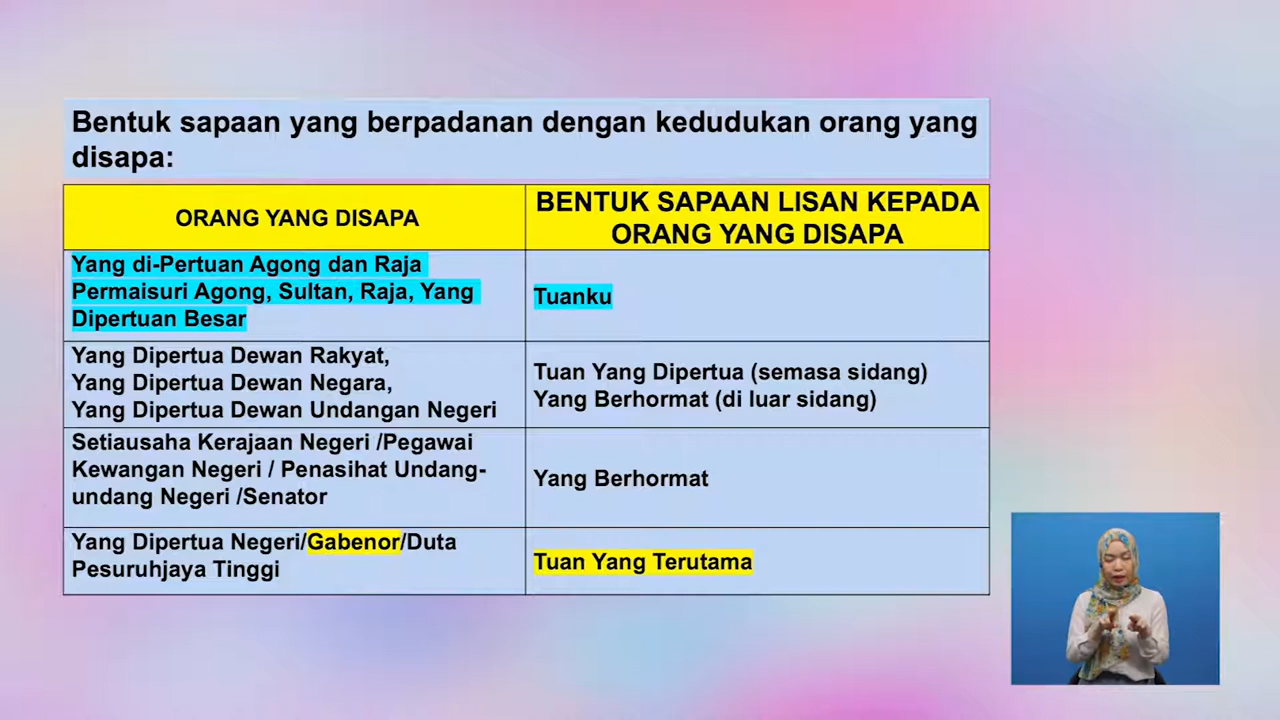 Bentuk sapaan yang berpadanan dengan kedudukan orang yang
disapa:
ORANG YANG DISAPA
BENTUK SAPAAN LISAN KEPADA
ORANG YANG DISAPA
Yang di-Pertuan Agong dan Raja
Permaisuri Agong, Sultan, Raja, Yang
Dipertuan Besar
Tuanku
Yang Dipertua Dewan Rakyat,
Yang Dipertua Dewan Negara,
Yang Dipertua Dewan Undangan Negeri
Tuan Yang Dipertua (semasa sidang)
Yang Berhormat (di luar sidang)
Setiausaha Kerajaan Negeri /Pegawai
Kewangan Negeri / Penasihat Undang-
undang Negeri /Senator
Yang Berhormat
Yang Dipertua Negeri/Gabenor/Duta
Pesuruhjaya Tinggi
Tuan Yang Terutama